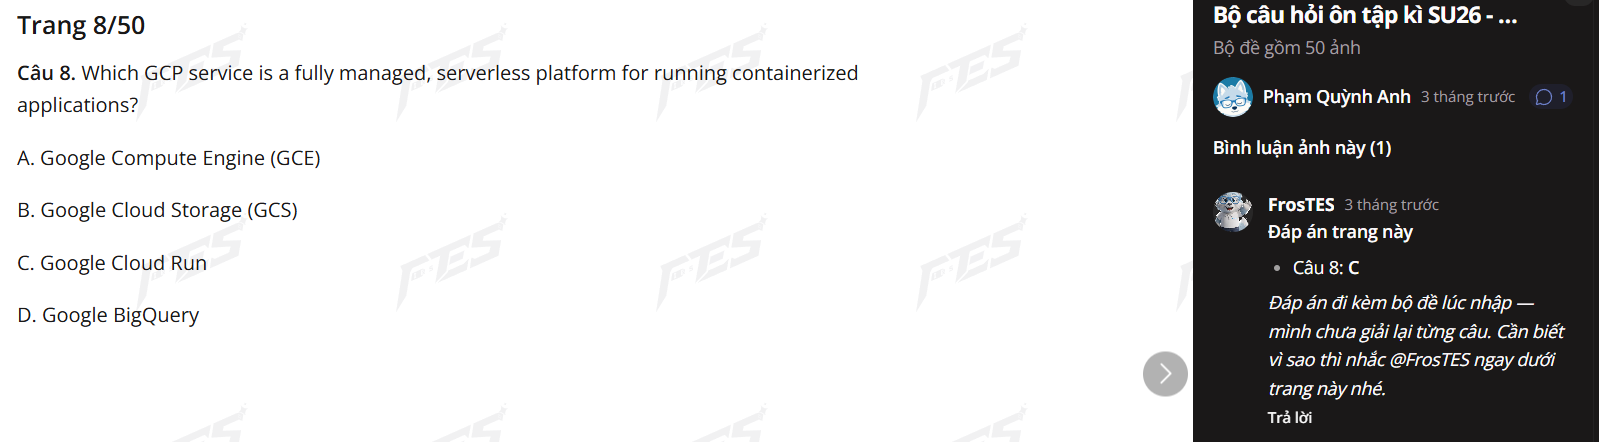 Trang 8/50
Câu 8. Which GCP service is a fully managed, serverless platform for running containerized
applications?
A. Google Compute Engine (GCE)
B. Google Cloud Storage (GCS)
C. Google Cloud Run
D. Google BigQuery
FTES
Bộ câu hỏi ôn tập kì SU26 - ...
Bộ đề gồm 50 ảnh
Phạm Quỳnh Anh 3 tháng trước 1
Bình luận ảnh này (1)
FrosTES 3 tháng trước
Đáp án trang này
• Câu 8: C
Đáp án đi kèm bộ đề lúc nhập —
mình chưa giải lại từng câu. Cần biết
vì sao thì nhắc @FrosTES ngay dưới
trang này nhé.
Trả lời